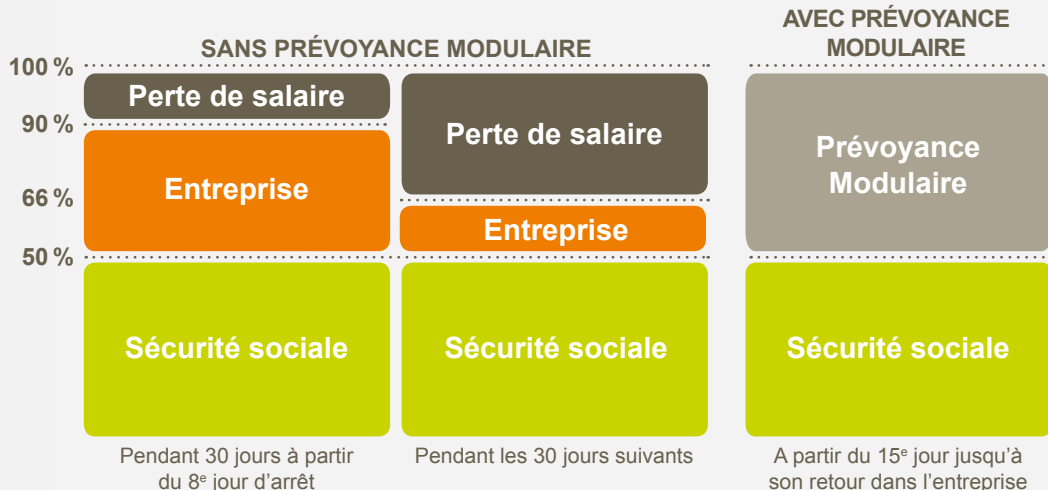 SANS PRÉVOYANCE MODULAIRE
AVEC PRÉVOYANCE
MODULAIRE
100 %
90 %
66 %
50 %
Perte de salaire
Entreprise
Sécurité sociale
Pendant 30 jours à partir
du 8e jour d’arrêt
Perte de salaire
Entreprise
Sécurité sociale
Pendant les 30 jours suivants
Prévoyance
Modulaire
Sécurité sociale
A partir du 15e jour jusqu’à
son retour dans l’entreprise